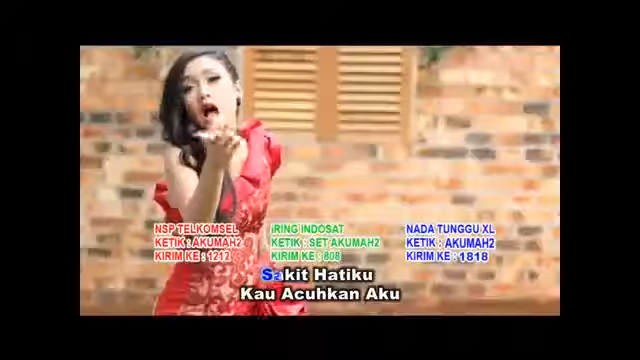 NSP TELKOMSEL
KETIK : AKUMAH2
KIRIM KE : 1212
iRING INDOSAT
KETIK : SET AKUMAH2
KIRIM KE : 808
NADA TUNGGU XL
KETIK : AKUMAH2
KIRIM KE : 1818
Sakit Hatiku
Kau Acuhkan Aku